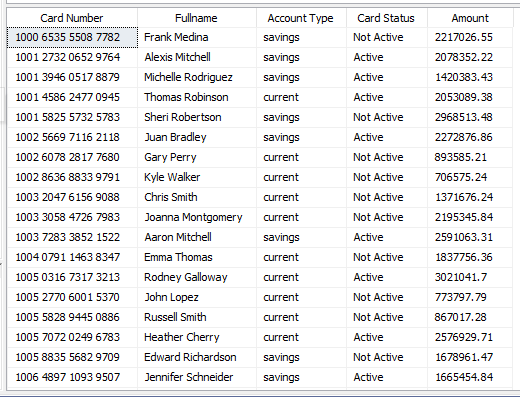 Card Number Fullname Account Type Card Status Amount
1000 6535 5508 7782 Frank Medina savings Not Active 2217026.55
1001 2732 0652 9764 Alexis Mitchell savings Active 2078352.22
1001 3946 0517 8879 Michelle Rodriguez savings Active 1420383.43
1001 4586 2477 0945 Thomas Robinson current Active 2053089.38
1001 5825 5732 5783 Sheri Robertson savings Not Active 2968513.48
1002 5669 7116 2118 Juan Bradley savings Active 2272876.86
1002 6078 2817 7680 Gary Perry current Not Active 893585.21
1002 8636 8833 9791 Kyle Walker current Not Active 706575.24
1003 2047 6156 9088 Chris Smith current Not Active 1371676.24
1003 3058 4726 7983 Joanna Montgomery current Not Active 2195345.84
1003 7283 3852 1522 Aaron Mitchell savings Active 2591063.31
1004 0791 1463 8347 Emma Thomas current Not Active 1837756.36
1005 0316 7317 3213 Rodney Galloway current Active 3021041.7
1005 2770 6001 5370 John Lopez current Not Active 773797.79
1005 5828 9445 0886 Russell Smith current Not Active 867017.28
1005 7072 0249 6783 Heather Cherry current Active 2576929.71
1005 8835 5682 9709 Edward Richardson savings Not Active 1678961.47
1006 4897 1093 9507 Jennifer Schneider savings Active 1665454.84